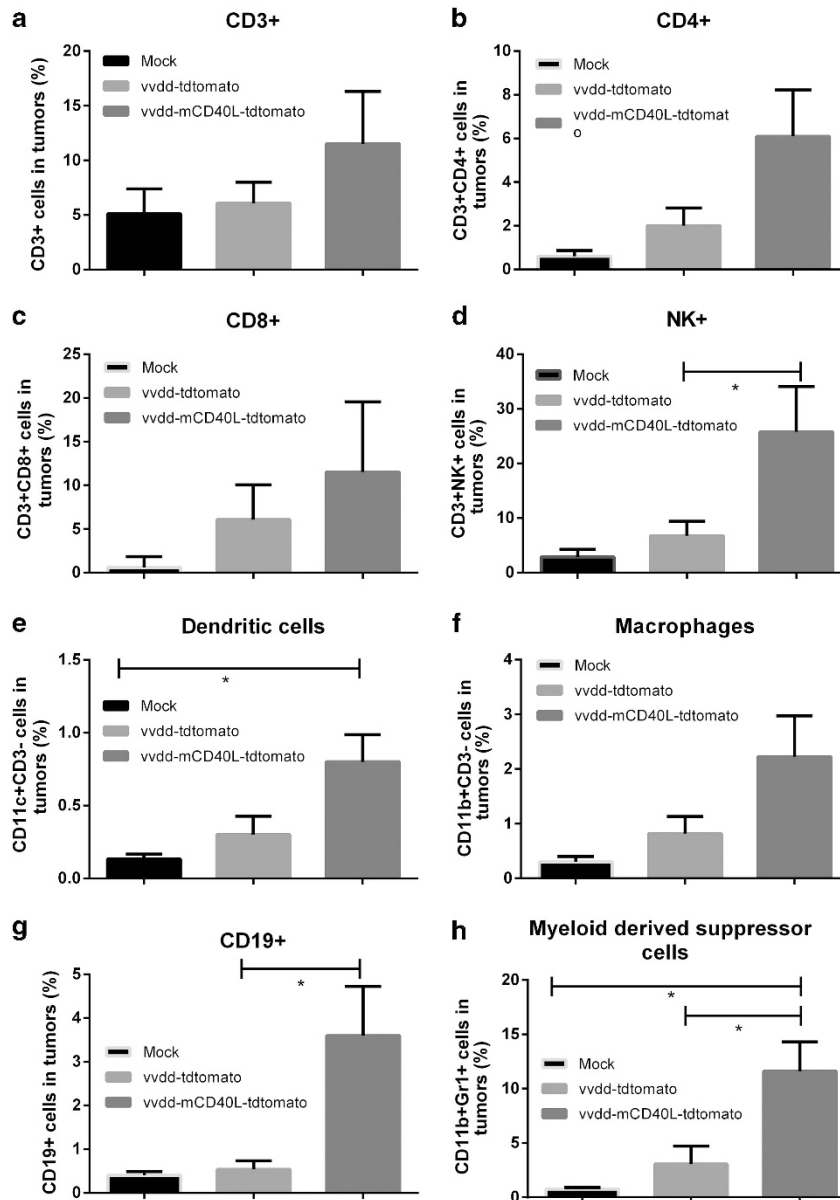 a
CD3+
CD3+ cells in tumors (%)
20
15
10
5
0
Mock
vvdd-tdtomato
vvdd-mCD40L-tdtomato
b
CD4+
CD3+CD4+ cells in
tumors (%)
10
8
6
4
2
0
Mock
vvdd-tdtomato
vvdd-mCD40L-tdtomat
o
c
CD8+
CD3+CD8+ cells in
tumors (%)
25
20
15
10
5
0
Mock
vvdd-tdtomato
vvdd-mCD40L-tdtomato
d
NK+
CD3+NK+ cells in
tumors (%)
40
30
20
10
0
Mock
vvdd-tdtomato
vvdd-mCD40L-tdtomato
*
e
Dendritic cells
CD11c+CD3- cells in
tumors (%)
1.5
1.0
0.5
0.0
*
Mock
vvdd-tdtomato
vvdd-mCD40L-tdtomato
f
Macrophages
CD11b+CD3- cells in
tumors (%)
4
3
2
1
0
Mock
vvdd-tdtomato
vvdd-mCD40L-tdtomato
g
CD19+
CD19+ cells in tumors (%)
5
4
3
2
1
0
*
Mock
vvdd-tdtomato
vvdd-mCD40L-tdtomato
h
Myeloid derived suppressor
cells
CD11b+Gr1+ cells in
tumors (%)
20
15
10
5
0
*
*
Mock
vvdd-tdtomato
vvdd-mCD40L-tdtomato